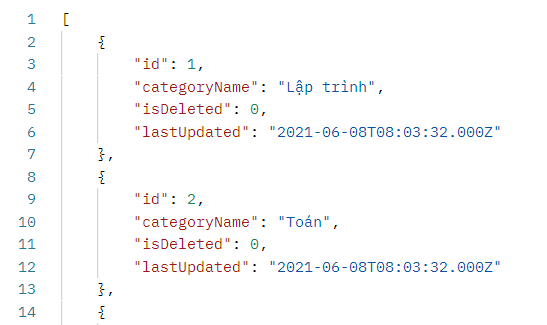 1 [
2 {
3 "id": 1,
4 "categoryName": "Lập trình",
5 "isDeleted": 0,
6 "lastUpdated": "2021-06-08T08:03:32.000Z"
7 },
8 {
9 "id": 2,
10 "categoryName": "Toán",
11 "isDeleted": 0,
12 "lastUpdated": "2021-06-08T08:03:32.000Z"
13 },
14 {